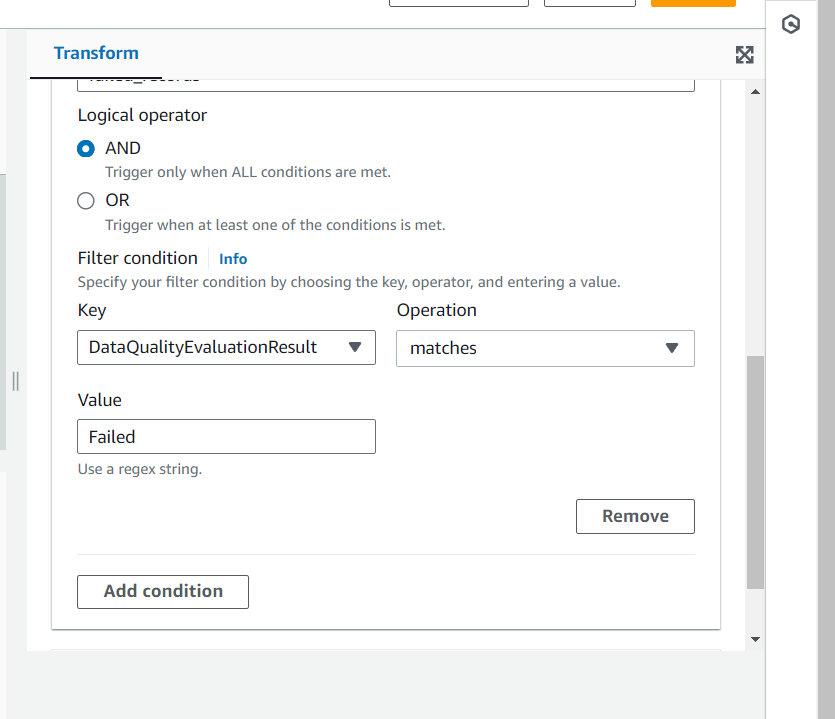 Transform
failed_records
Logical operator
AND
Trigger only when ALL conditions are met.
OR
Trigger when at least one of the conditions is met.
Filter condition Info
Specify your filter condition by choosing the key, operator, and entering a value.
Key Operation
DataQualityEvaluationResult matches
Value
Failed
Use a regex string.
Remove
Add condition